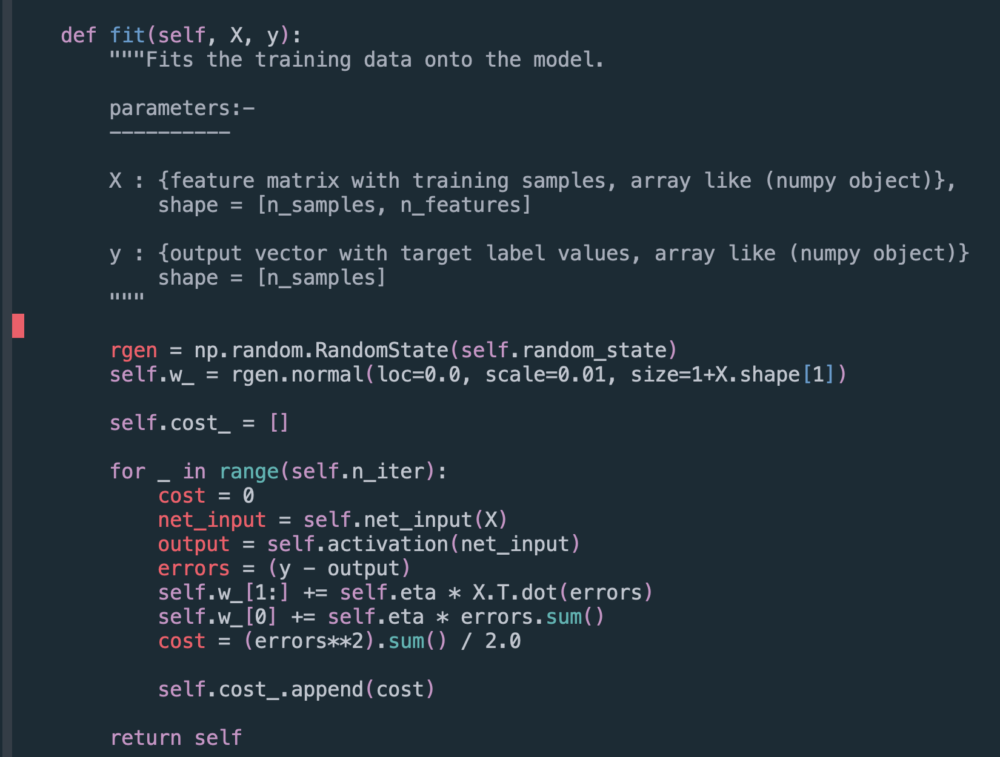 def fit(self, X, y):
"""Fits the training data onto the model.
parameters:-
----------
X : {feature matrix with training samples, array like (numpy object)},
shape = [n_samples, n_features]
y : {output vector with target label values, array like (numpy object)}
shape = [n_samples]
"""
rgen = np.random.RandomState(self.random_state)
self.w_ = rgen.normal(loc=0.0, scale=0.01, size=1+X.shape[1])
self.cost_ = []
for _ in range(self.n_iter):
cost = 0
net_input = self.net_input(X)
output = self.activation(net_input)
errors = (y - output)
self.w_[1:] += self.eta * X.T.dot(errors)
self.w_[0] += self.eta * errors.sum()
cost = (errors**2).sum() / 2.0
self.cost_.append(cost)
return self